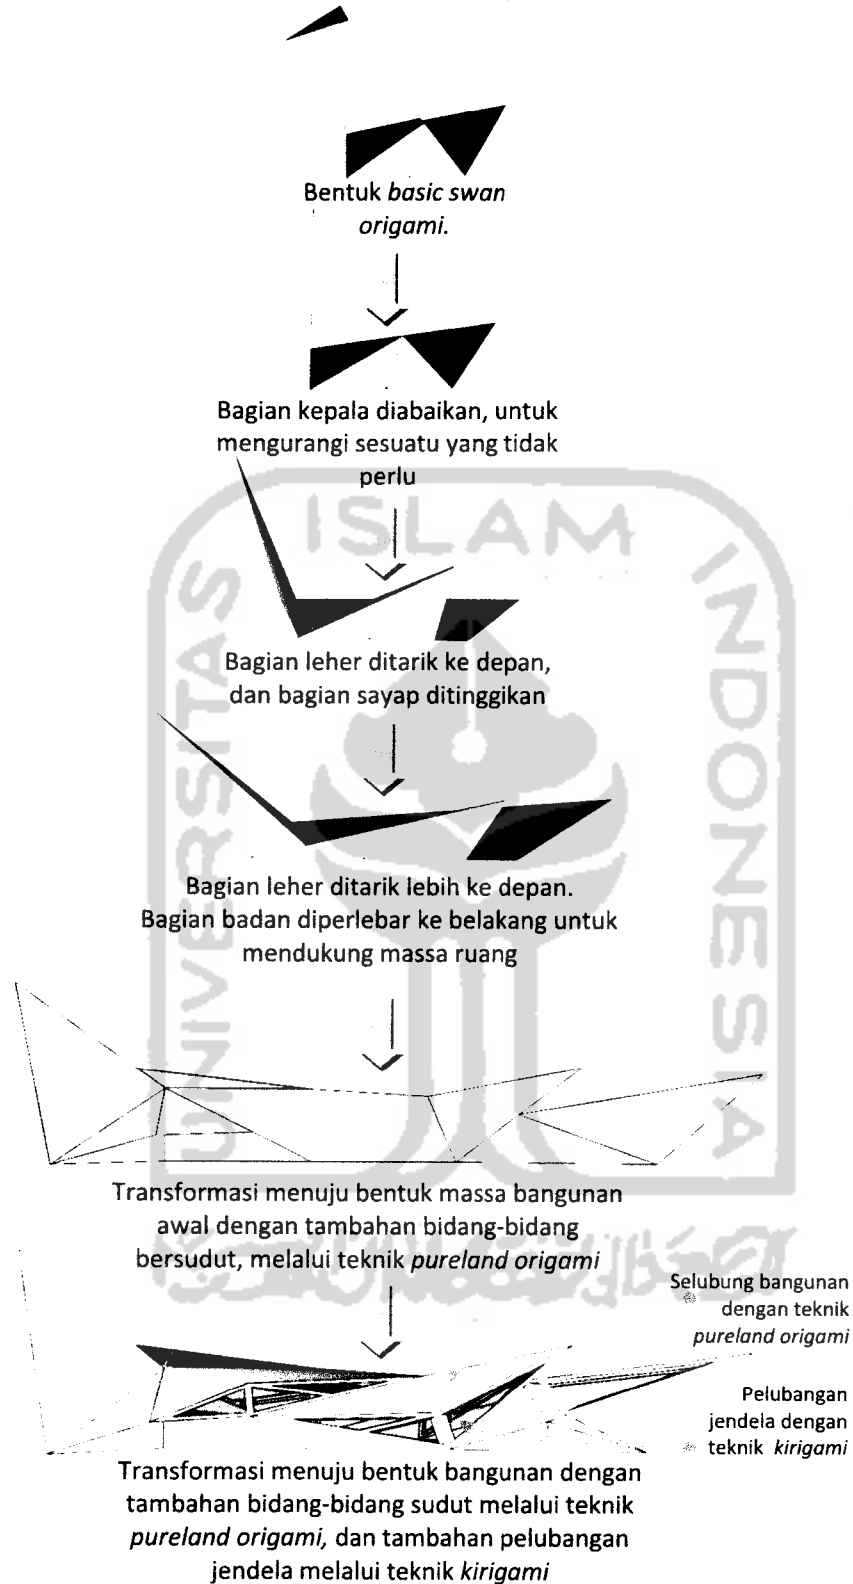 Bentuk basic swan
origami.
Bagian kepala diabaikan, untuk
mengurangi sesuatu yang tidak
perlu
ISLAM
UNIVERSITAS
INDONESIA
Bagian leher ditarik ke depan,
dan bagian sayap ditinggikan
Bagian leher ditarik lebih ke depan.
Bagian badan diperlebar ke belakang untuk
mendukung massa ruang
Transformasi menuju bentuk massa bangunan
awal dengan tambahan bidang-bidang
bersudut, melalui teknik pureland origami
Selubung bangunan
dengan teknik
pureland origami
Pelubangan
jendela dengan
teknik kirigami
Transformasi menuju bentuk bangunan dengan
tambahan bidang-bidang sudut melalui teknik
pureland origami, dan tambahan pelubangan
jendela melalui teknik kirigami